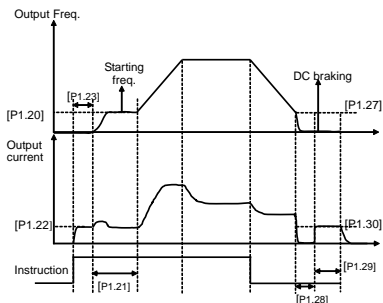 Output Freq.
Starting
freq.
[P1.23]
DC braking
[P1.20]
[P1.27]
Output
current
[P1.22]
[P1.30]
Instruction
[P1.21]
[P1.29]
[P1.28]